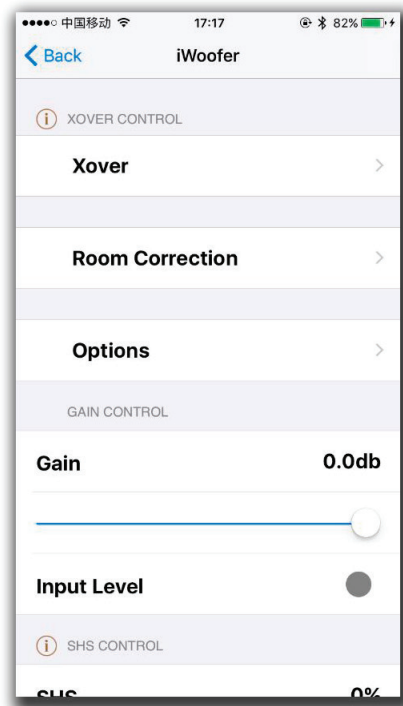 中国移动 17:17 82%
Back iWoofer
XOVER CONTROL
Xover
Room Correction
Options
GAIN CONTROL
Gain 0.0db
Input Level
SHS CONTROL
SHS 0%